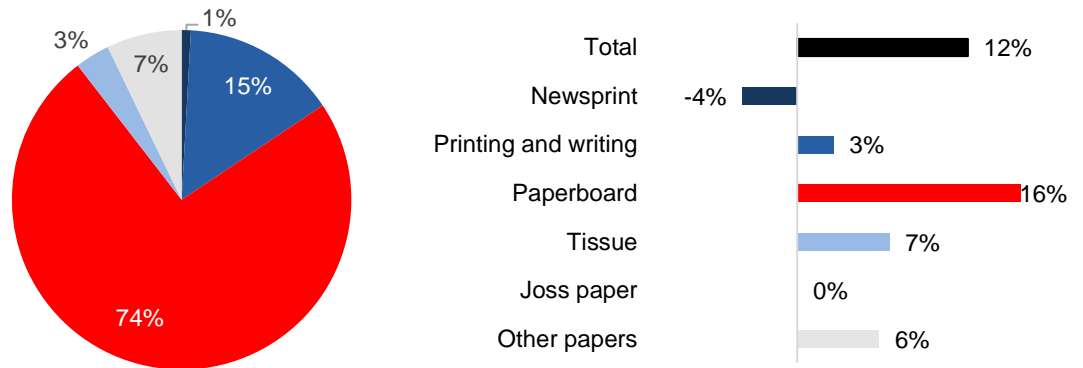 1%
3%
7%
15%
74%
Total 12%
Newsprint -4%
Printing and writing 3%
Paperboard 16%
Tissue 7%
Joss paper 0%
Other papers 6%